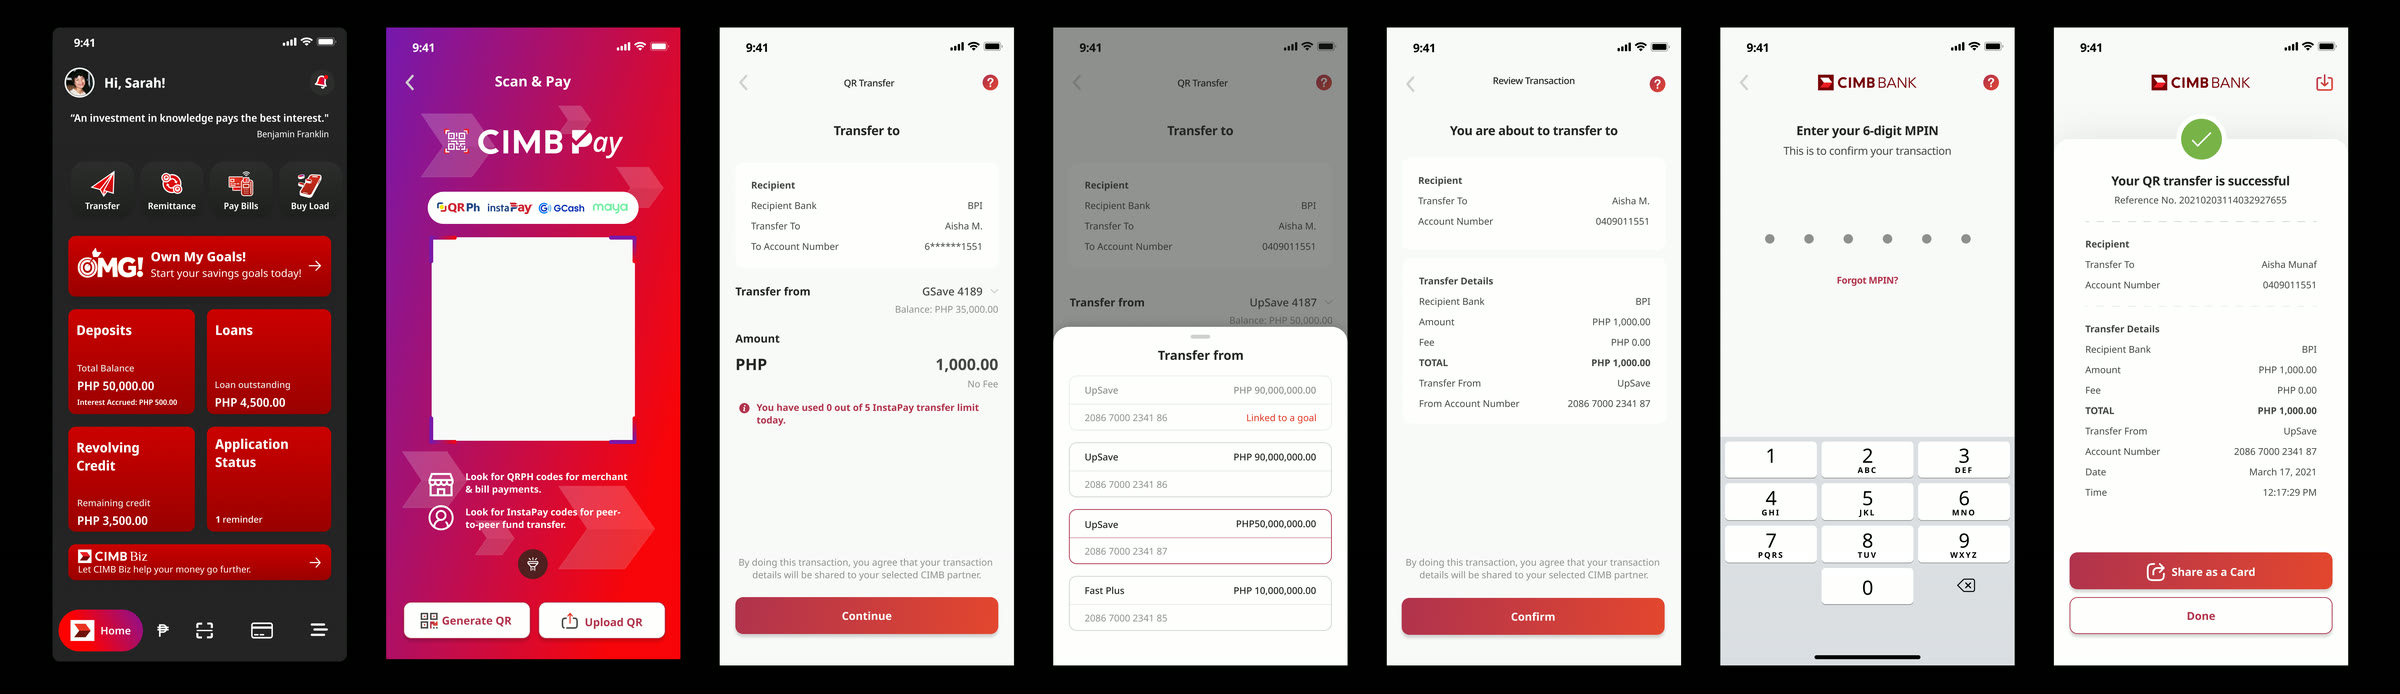 9:41
Hi, Sarah!
"An investment in knowledge pays the best interest."
Benjamin Franklin
Transfer
Remittance
Pay Bills
Buy Load
OMG!
Own My Goals!
Start your savings goals today!
Deposits
Total Balance
PHP 50,000.00
Interest Accrued: PHP 500.00
Loans
Loan outstanding
PHP 4,500.00
Revolving
Credit
Remaining credit
PHP 3,500.00
Application
Status
1 reminder
CIMB Biz
Let CIMB Biz help your money go further.
Home
9:41
Scan & Pay
CIMB Pay
QRPh instaPay GCash maya
Look for QRPH codes for merchant
& bill payments.
Look for InstaPay codes for peer-
to-peer fund transfer.
Generate QR
Upload QR
9:41
QR Transfer
?
Transfer to
Recipient
Recipient Bank BPI
Transfer To Aisha M.
To Account Number 6******1551
Transfer from GSave 4189
Balance: PHP 35,000.00
Amount
PHP 1,000.00
No Fee
You have used 0 out of 5 InstaPay transfer limit
today.
By doing this transaction, you agree that your transaction
details will be shared to your selected CIMB partner.
Continue
9:41
QR Transfer
?
Transfer to
Recipient
Recipient Bank BPI
Transfer To Aisha M.
To Account Number 0409011551
Transfer from UpSave 4187
Balance: PHP 50,000.00
Transfer from
UpSave PHP 90,000,000.00
2086 7000 2341 86 Linked to a goal
UpSave PHP 90,000,000.00
2086 7000 2341 86
UpSave PHP50,000,000.00
2086 7000 2341 87
Fast Plus PHP 10,000,000.00
2086 7000 2341 85
9:41
Review Transaction
?
You are about to transfer to
Recipient
Transfer To Aisha M.
Account Number 0409011551
Transfer Details
Recipient Bank BPI
Amount PHP 1,000.00
Fee PHP 0.00
TOTAL PHP 1,000.00
Transfer From UpSave
From Account Number 2086 7000 2341 87
By doing this transaction, you agree that your transaction
details will be shared to your selected CIMB partner.
Confirm
9:41
CIMB BANK
?
Enter your 6-digit MPIN
This is to confirm your transaction
Forgot MPIN?
1 2 3
ABC DEF
4 5 6
GHI JKL MNO
7 8 9
PQRS TUV WXYZ
0
9:41
CIMB BANK
Your QR transfer is successful
Reference No. 2021020311403292​7655
Recipient
Transfer To Aisha Munaf
Account Number 0409011551
Transfer Details
Recipient Bank BPI
Amount PHP 1,000.00
Fee PHP 0.00
TOTAL PHP 1,000.00
Transfer From UpSave
Account Number 2086 7000 2341 87
Date March 17, 2021
Time 12:17:29 PM
Share as a Card
Done